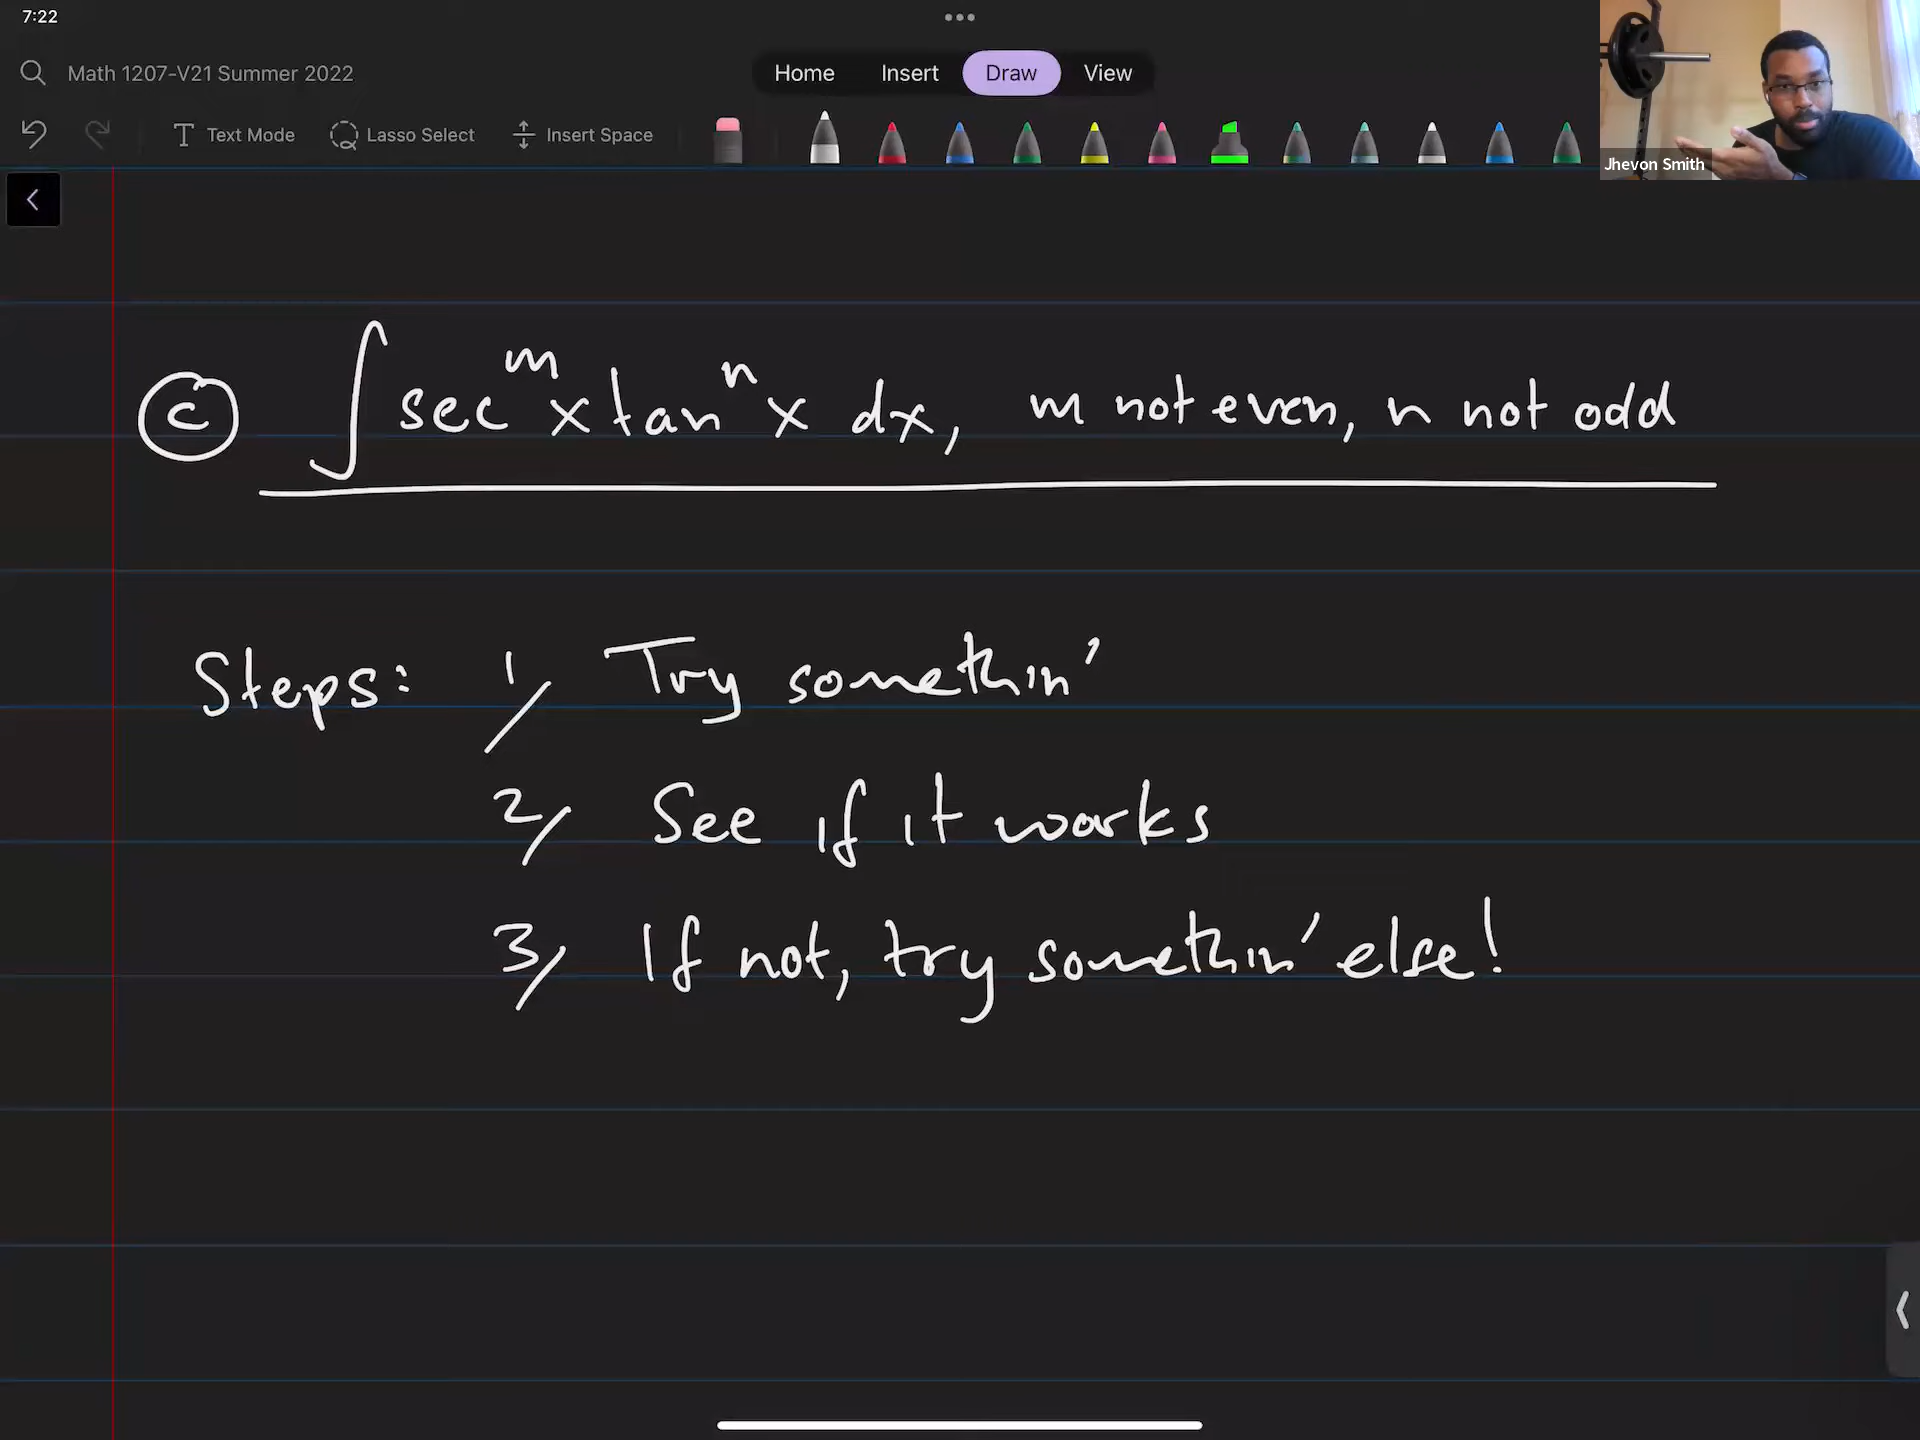 7:22
Math 1207-V21 Summer 2022
Home Insert Draw View
Text Mode Lasso Select Insert Space
Jhevon Smith
c ∫ sec^m x tan^n x dx, m not even, n not odd
Steps: 1/ Try somethin'
2/ See if it works
3/ If not, try somethin' else!